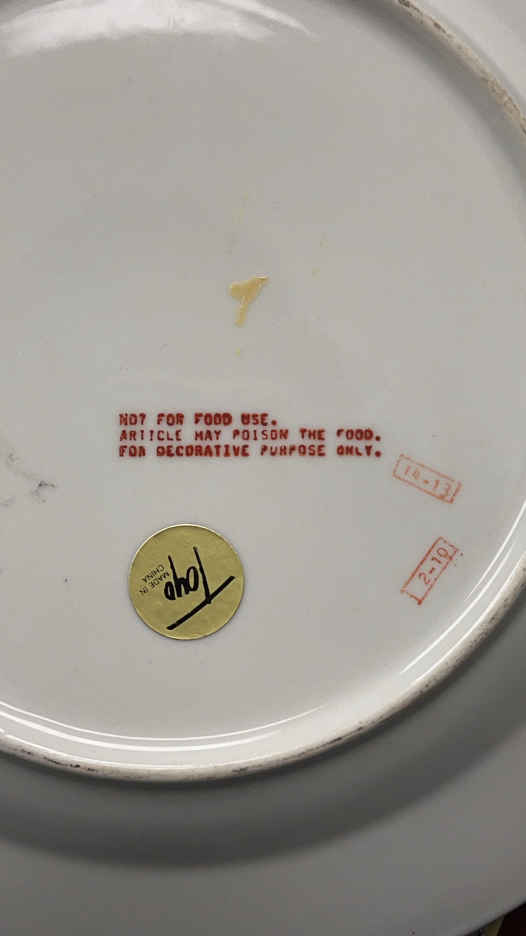 NOT FOR FOOD USE.
ARTICLE MAY POISON THE FOOD.
FOR DECORATIVE PURPOSE ONLY.
14-13
2-10
Toyo
MADE IN
CHINA